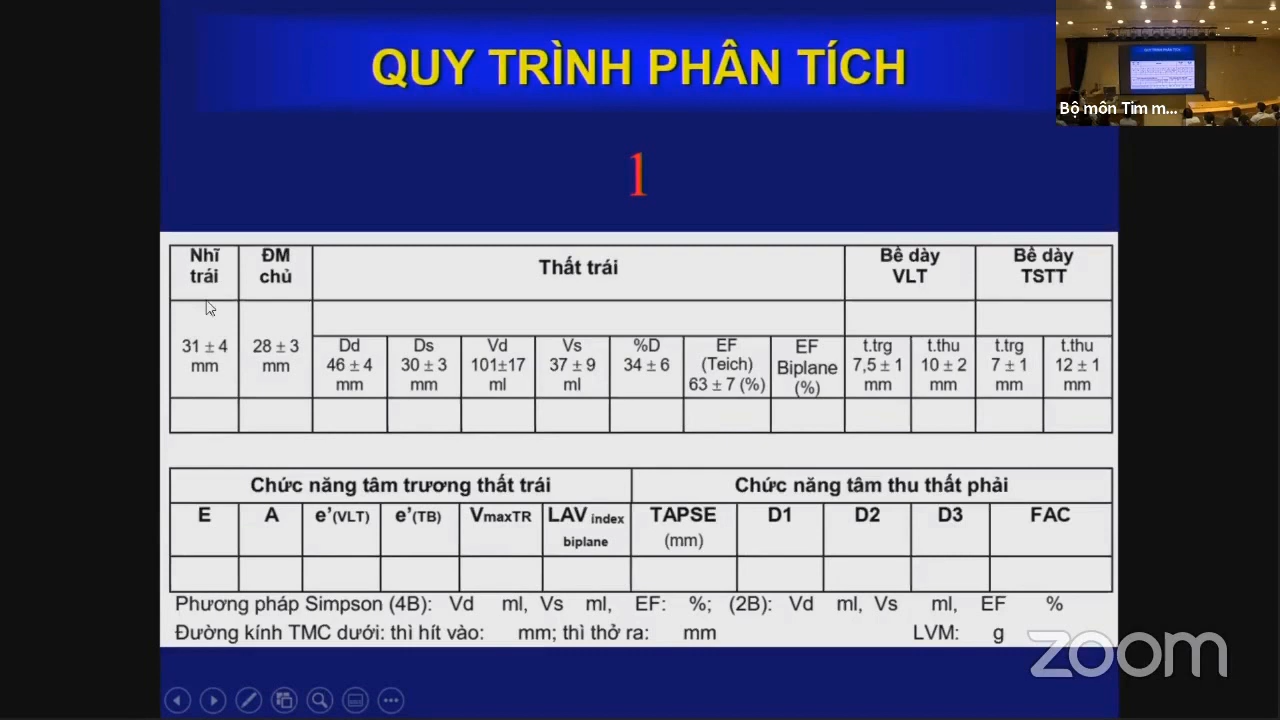 QUY TRÌNH PHÂN TÍCH
Bộ môn Tim m...
1
Nhĩ trái ĐM chủ Thất trái Bề dày VLT Bề dày TSTT
31 ± 4 mm 28 ± 3 mm Dd 46 ± 4 mm Ds 30 ± 3 mm Vd 101±17 ml Vs 37 ± 9 ml %D 34 ± 6 EF (Teich) 63 ± 7 (%) EF Biplane (%) t.trg 7,5 ± 1 mm t.thu 10 ± 2 mm t.trg 7 ± 1 mm t.thu 12 ± 1 mm
Chức năng tâm trương thất trái Chức năng tâm thu thất phải
E A e’(VLT) e’(TB) VmaxTR LAV index biplane TAPSE (mm) D1 D2 D3 FAC
Phương pháp Simpson (4B): Vd ml, Vs ml, EF: %; (2B): Vd ml, Vs ml, EF %
Đường kính TMC dưới: thì hít vào: mm; thì thở ra: mm LVM: g
zoom